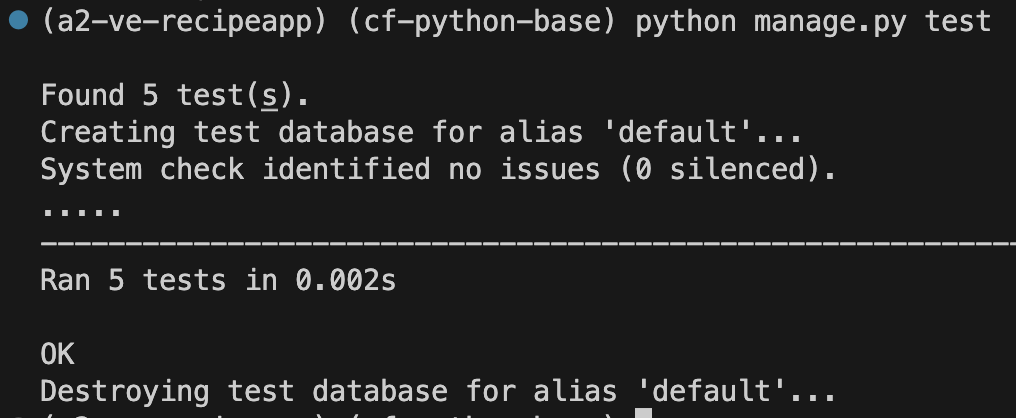 (a2-ve-recipeapp) (cf-python-base) python manage.py test
Found 5 test(s).
Creating test database for alias 'default'...
System check identified no issues (0 silenced).
.....
----------------------------------------------------------
Ran 5 tests in 0.002s
OK
Destroying test database for alias 'default'...